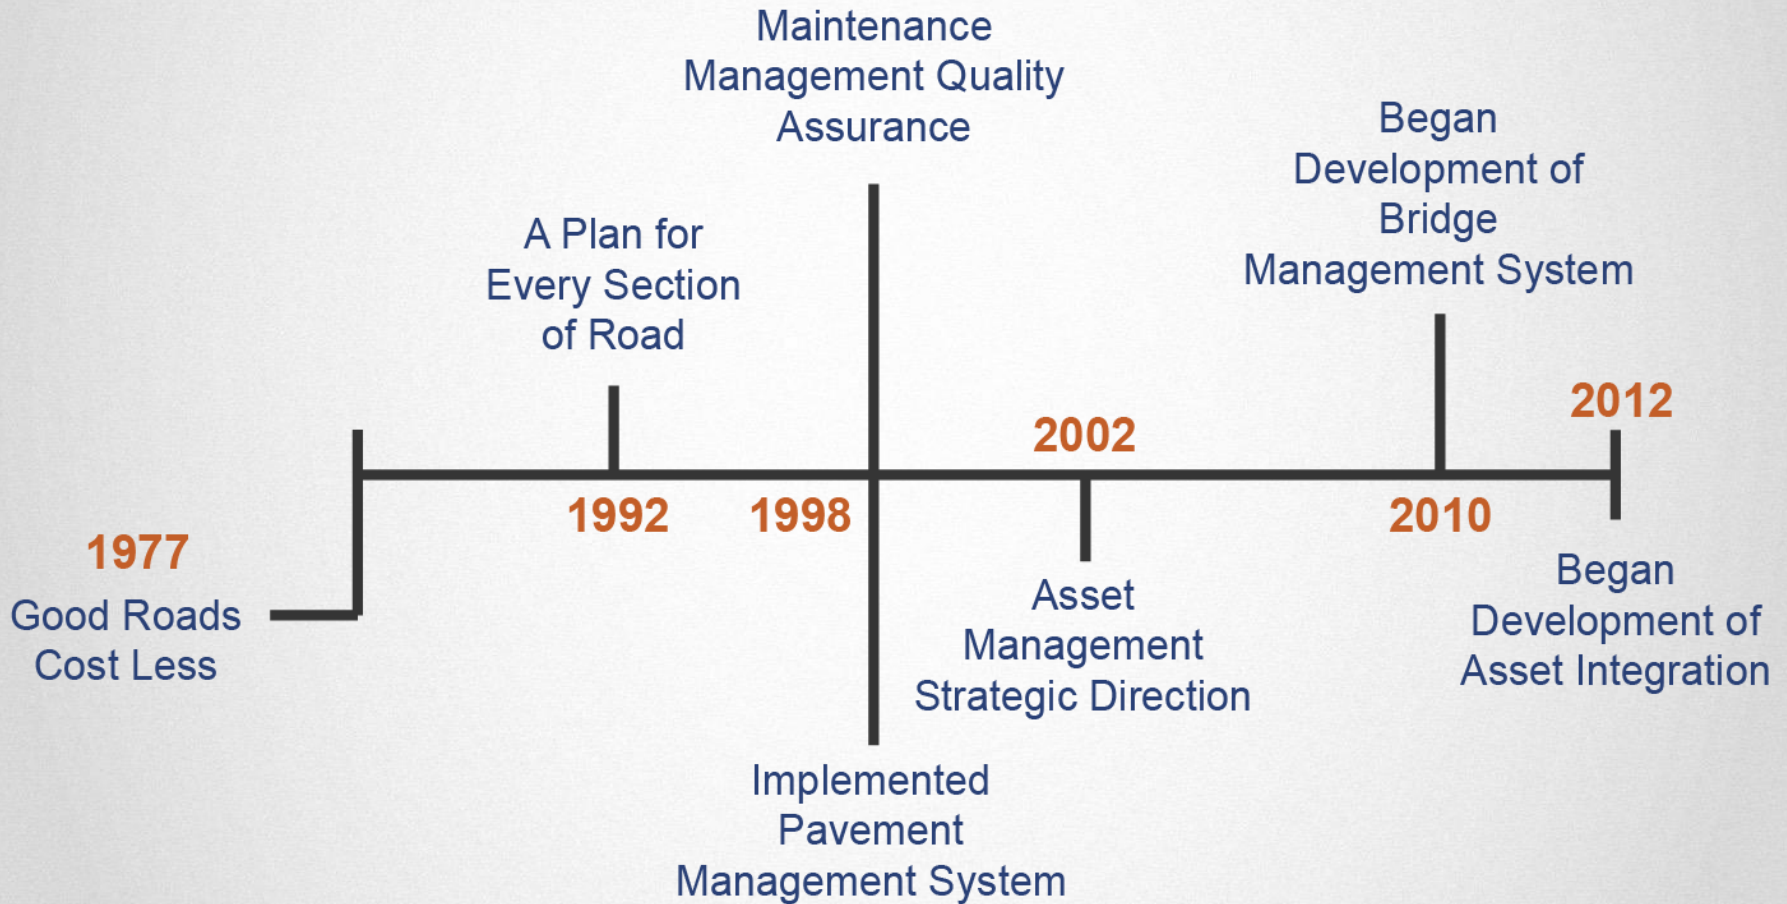 Maintenance
Management Quality
Assurance
Began
Development of
Bridge
Management System
A Plan for
Every Section
of Road
2012
2002
1992
1998
2010
1977
Good Roads
Cost Less
Asset
Management
Strategic Direction
Began
Development of
Asset Integration
Implemented
Pavement
Management System